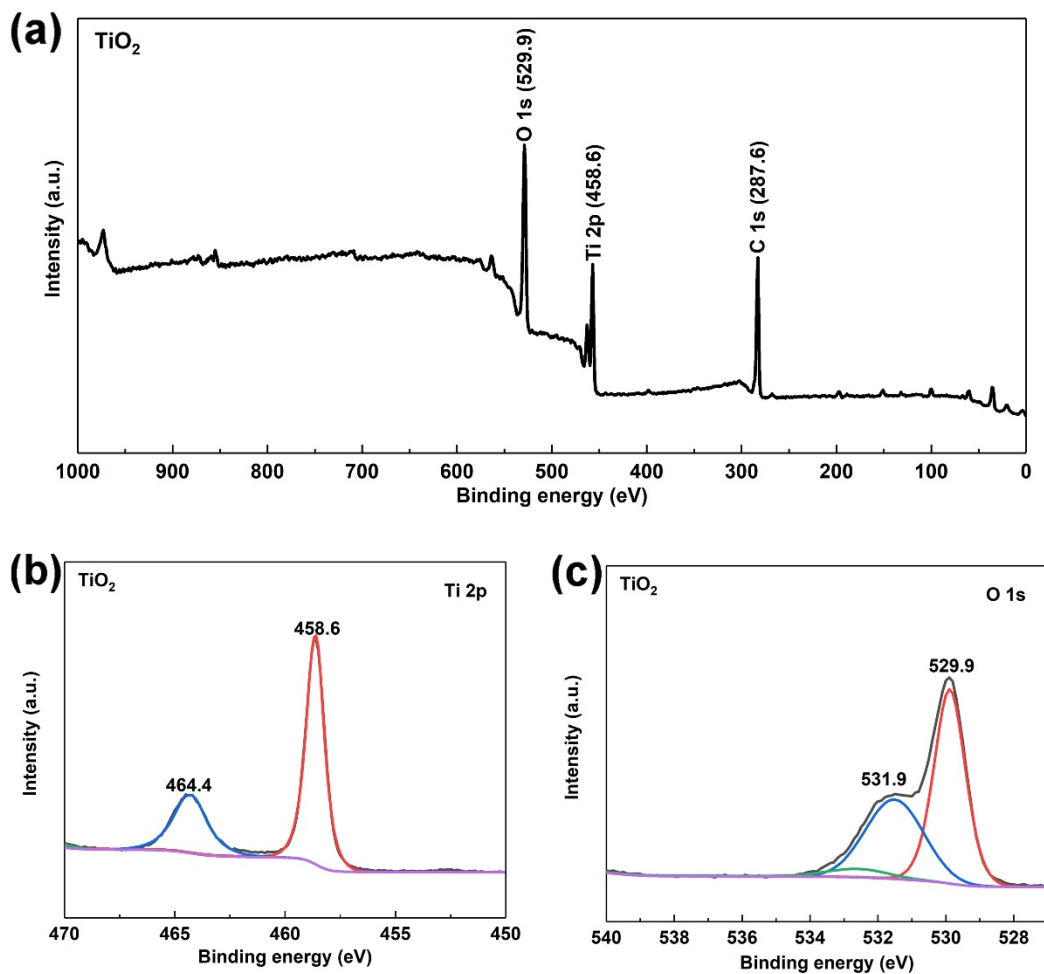 (a)
TiO₂
O 1s (529.9)
Ti 2p (458.6)
C 1s (287.6)
Intensity (a.u.)
1000 900 800 700 600 500 400 300 200 100 0
Binding energy (eV)
(b)
TiO₂
Ti 2p
458.6
464.4
Intensity (a.u.)
470 465 460 455 450
Binding energy (eV)
(c)
TiO₂
O 1s
529.9
531.9
Intensity (a.u.)
540 538 536 534 532 530 528
Binding energy (eV)